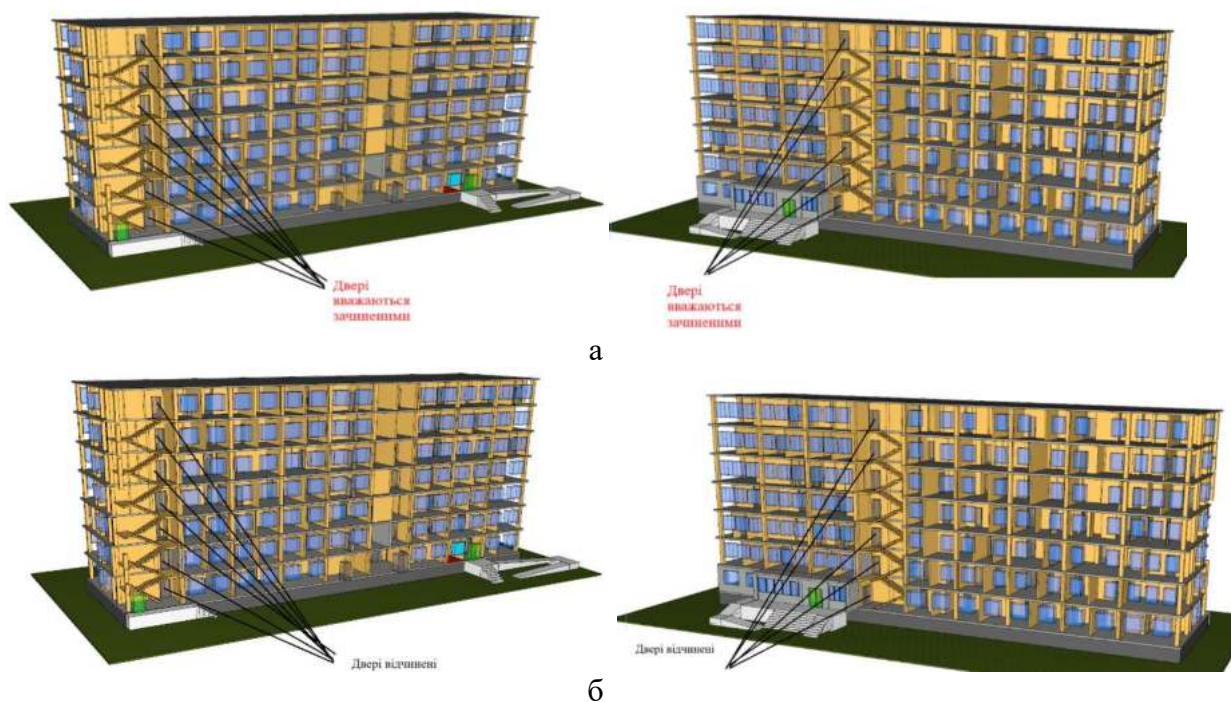 Двері
вважаються
зачиненими
Двері
вважаються
зачиненими
а
Двері відчинені
Двері відчинені
б